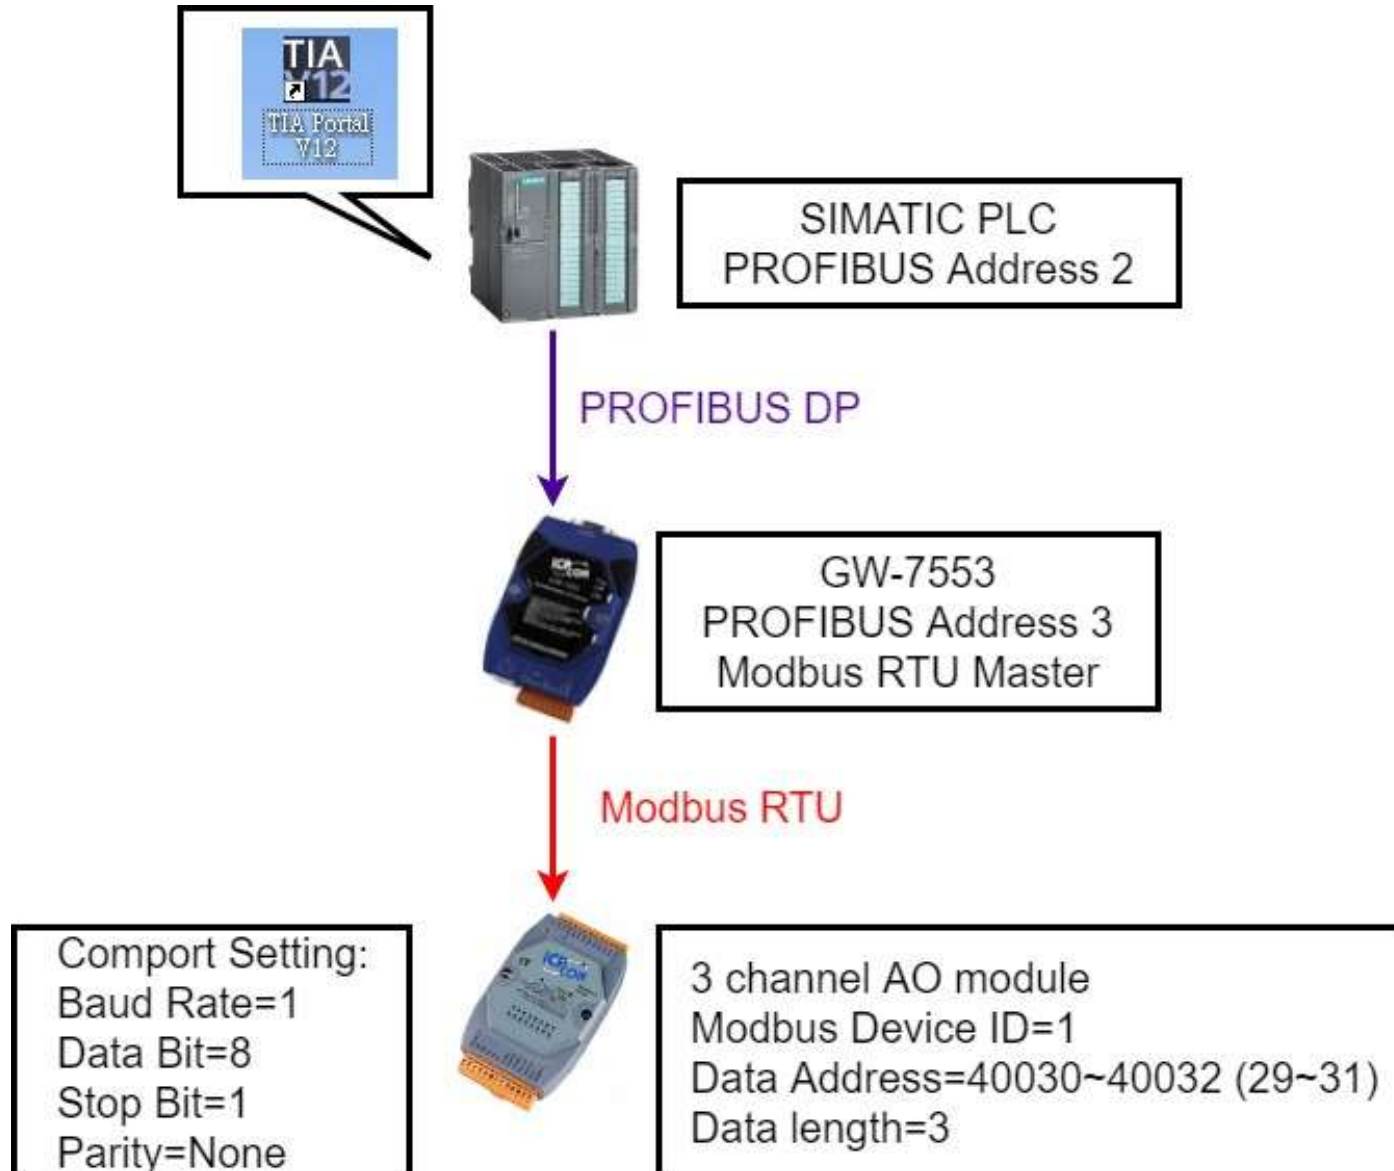 TIA
V12
TIA Portal
V12
SIMATIC PLC
PROFIBUS Address 2
PROFIBUS DP
GW-7553
PROFIBUS Address 3
Modbus RTU Master
Modbus RTU
Comport Setting:
Baud Rate=1
Data Bit=8
Stop Bit=1
Parity=None
3 channel AO module
Modbus Device ID=1
Data Address=40030~40032 (29~31)
Data length=3